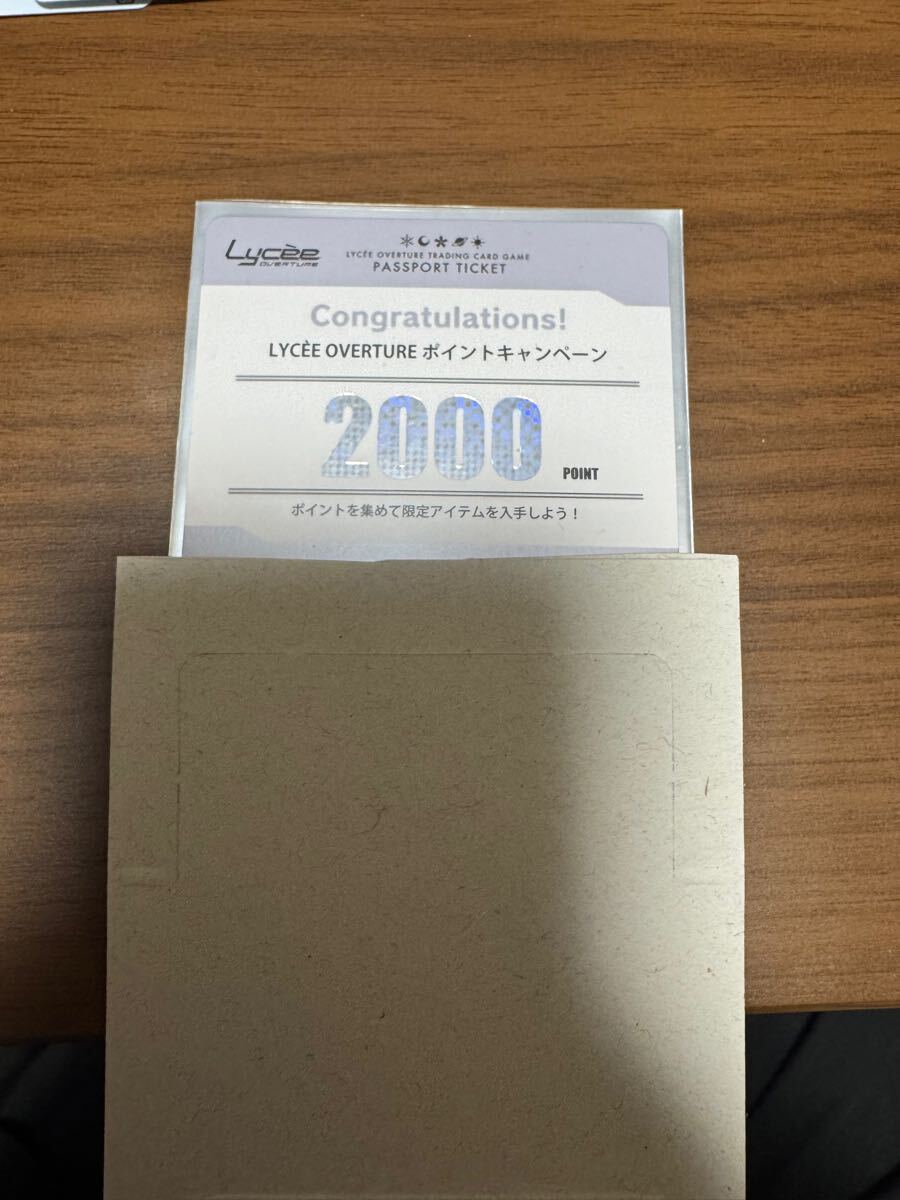 Lycèe
OVERTURE
LYCÉE OVERTURE TRADING CARD GAME
PASSPORT TICKET
Congratulations!
LYCÈE OVERTURE ポイントキャンペーン
2000
POINT
ポイントを集めて限定アイテムを入手しよう！